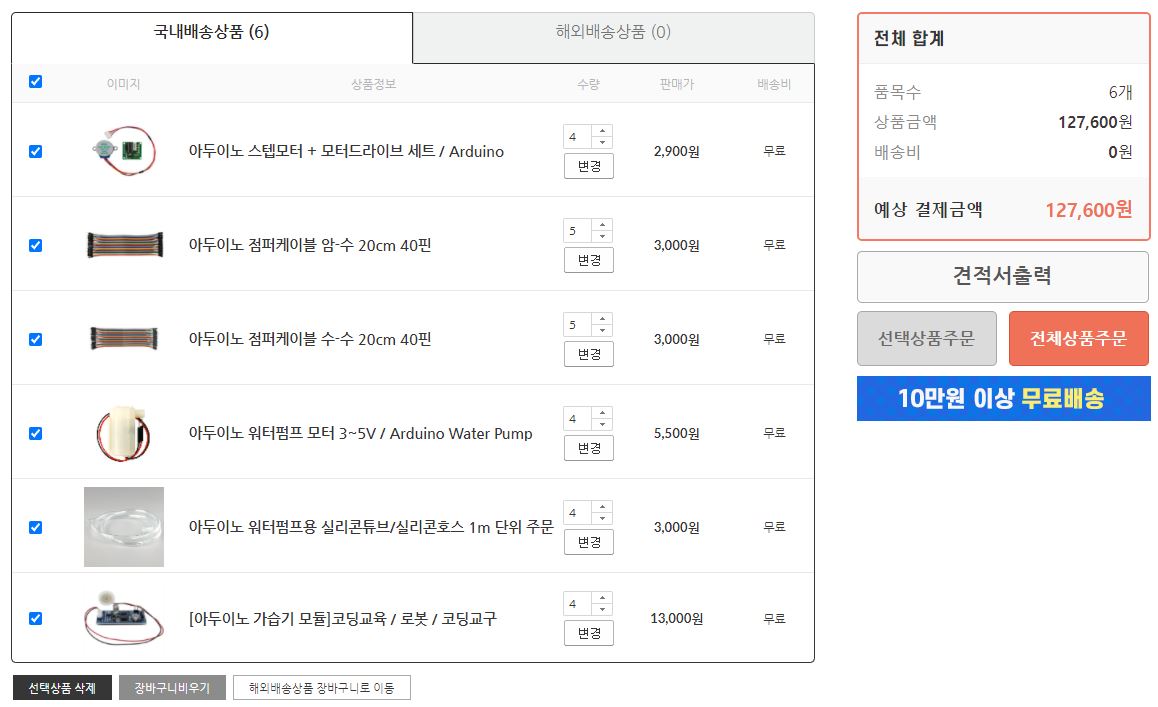 국내배송상품 (6)
해외배송상품 (0)
이미지 상품정보 수량 판매가 배송비
아두이노 스텝모터 + 모터드라이브 세트 / Arduino 4 변경 2,900원 무료
아두이노 점퍼케이블 암-수 20cm 40핀 5 변경 3,000원 무료
아두이노 점퍼케이블 수-수 20cm 40핀 5 변경 3,000원 무료
아두이노 워터펌프 모터 3~5V / Arduino Water Pump 4 변경 5,500원 무료
아두이노 워터펌프용 실리콘튜브/실리콘호스 1m 단위 주문 4 변경 3,000원 무료
[아두이노 가습기 모듈]코딩교육 / 로봇 / 코딩교구 4 변경 13,000원 무료
선택상품 삭제 장바구니비우기 해외배송상품 장바구니로 이동
전체 합계
품목수 6개
상품금액 127,600원
배송비 0원
예상 결제금액 127,600원
견적서출력
선택상품주문 전체상품주문
10만원 이상 무료배송